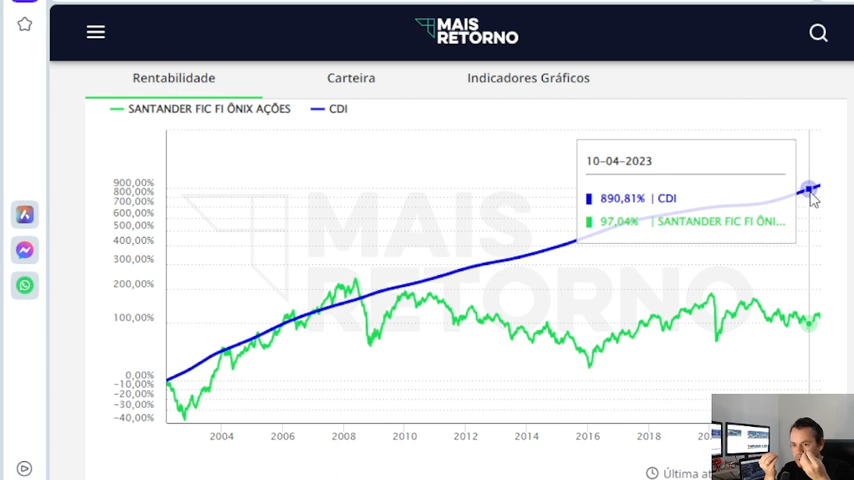 MAIS
RETORNO
Rentabilidade
Carteira
Indicadores Gráficos
SANTANDER FIC FI ÔNIX AÇÕES
CDI
10-04-2023
890,81% | CDI
97,04% | SANTANDER FIC FI ÔNI...
900,00%
800,00%
700,00%
600,00%
500,00%
400,00%
300,00%
200,00%
100,00%
0,00%
-10,00%
-20,00%
-30,00%
-40,00%
MAIS
RETORNO
2004
2006
2008
2010
2012
2014
2016
2018
Última at